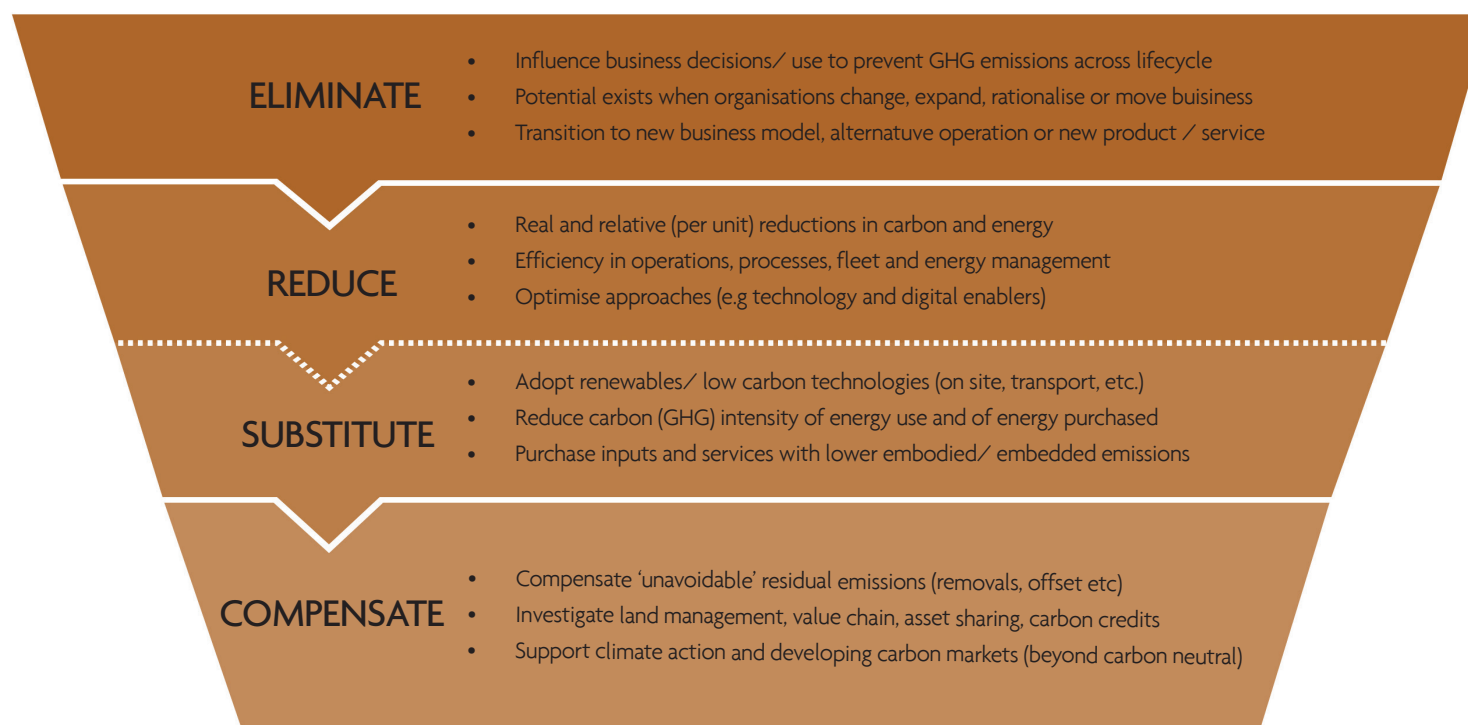 ELIMINATE
• Influence business decisions/ use to prevent GHG emissions across lifecycle
• Potential exists when organisations change, expand, rationalise or move buisiness
• Transition to new business model, alternatuve operation or new product / service
REDUCE
• Real and relative (per unit) reductions in carbon and energy
• Efficiency in operations, processes, fleet and energy management
• Optimise approaches (e.g technology and digital enablers)
SUBSTITUTE
• Adopt renewables/ low carbon technologies (on site, transport, etc.)
• Reduce carbon (GHG) intensity of energy use and of energy purchased
• Purchase inputs and services with lower embodied/ embedded emissions
COMPENSATE
• Compensate ‘unavoidable’ residual emissions (removals, offset etc)
• Investigate land management, value chain, asset sharing, carbon credits
• Support climate action and developing carbon markets (beyond carbon neutral)